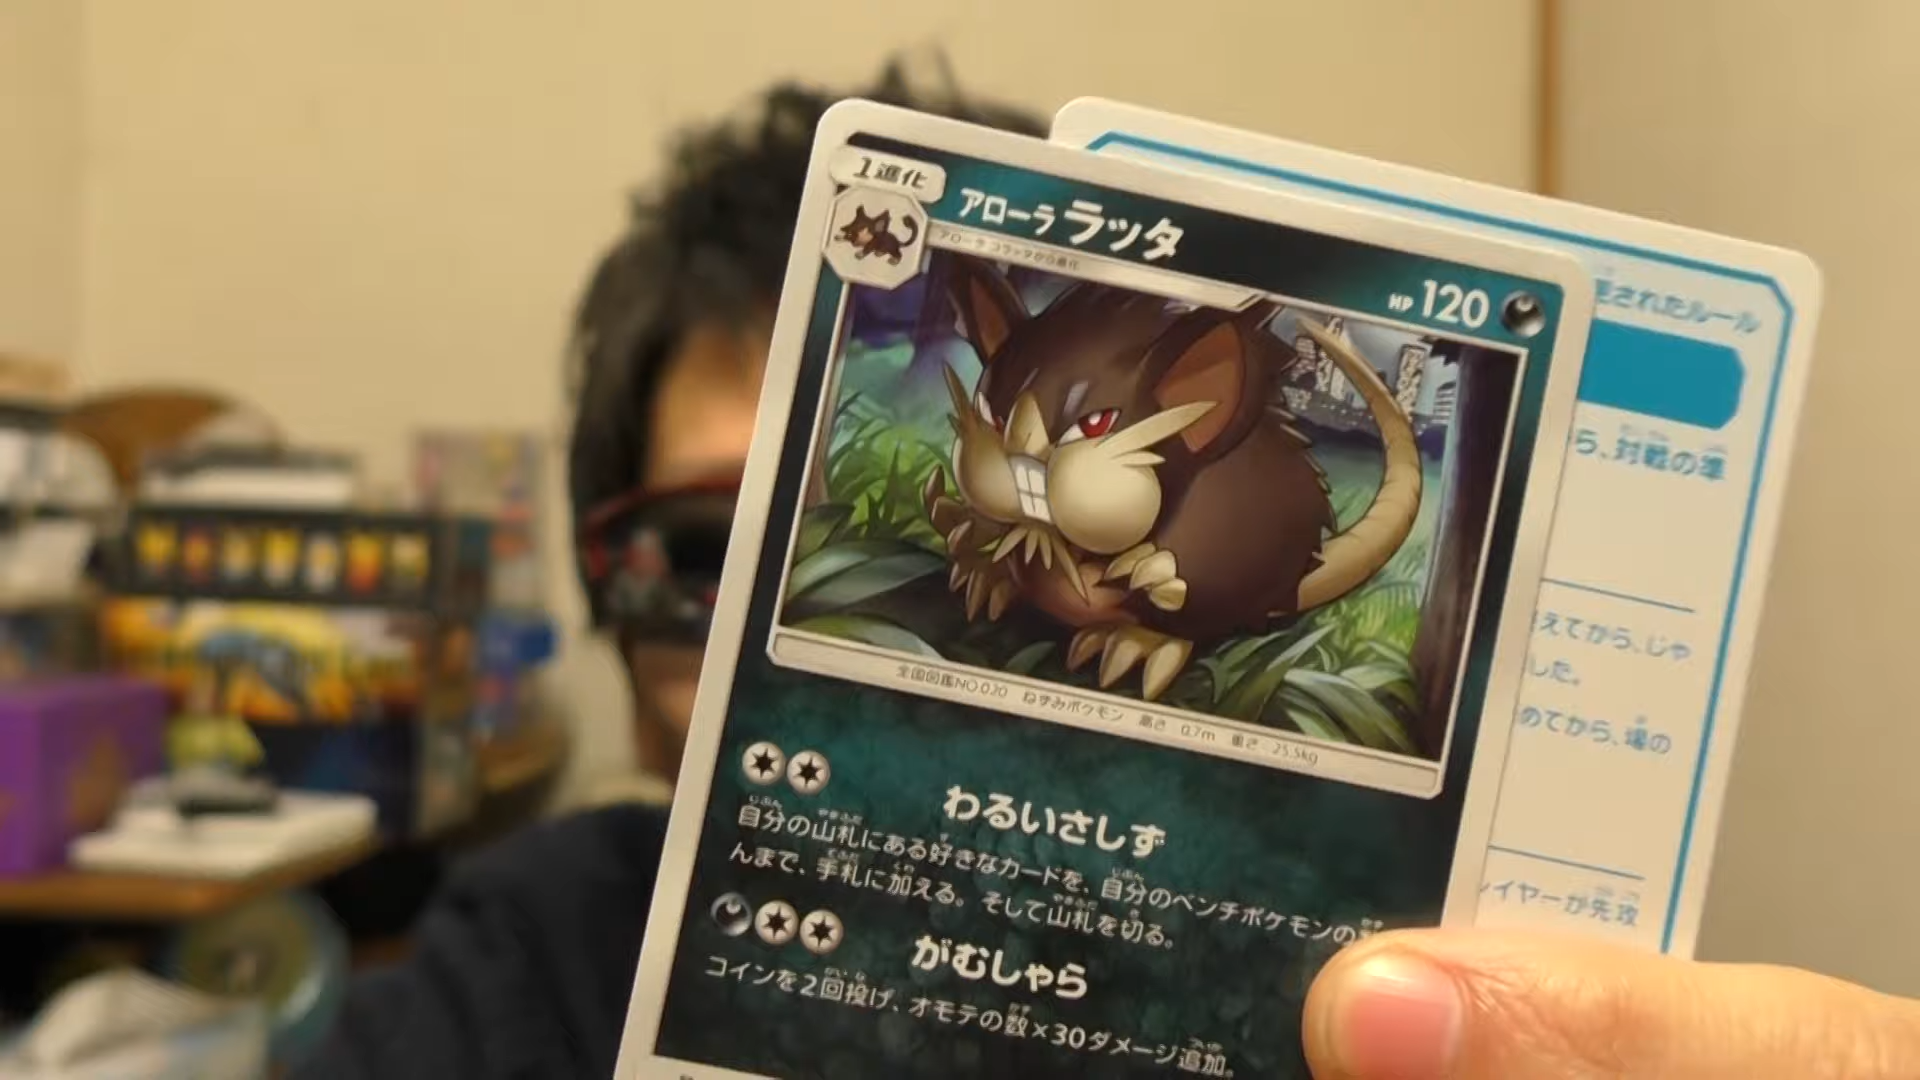 1進化
アローラ ラッタ
アローラ コラッタから進化
HP 120
全国図鑑NO.020 ねずみポケモン 高さ:0.7m 重さ:25.5kg
わるいさしず
自分の山札にある好きなカードを、自分のベンチポケモンの
んまで、手札に加える。そして山札を切る。
がむしゃら
コインを2回投げ、オモテの数×30ダメージ追加。
されたルール
ら、対戦の準
えてから、じゃ
した。
めてから、場の
イヤーが先攻